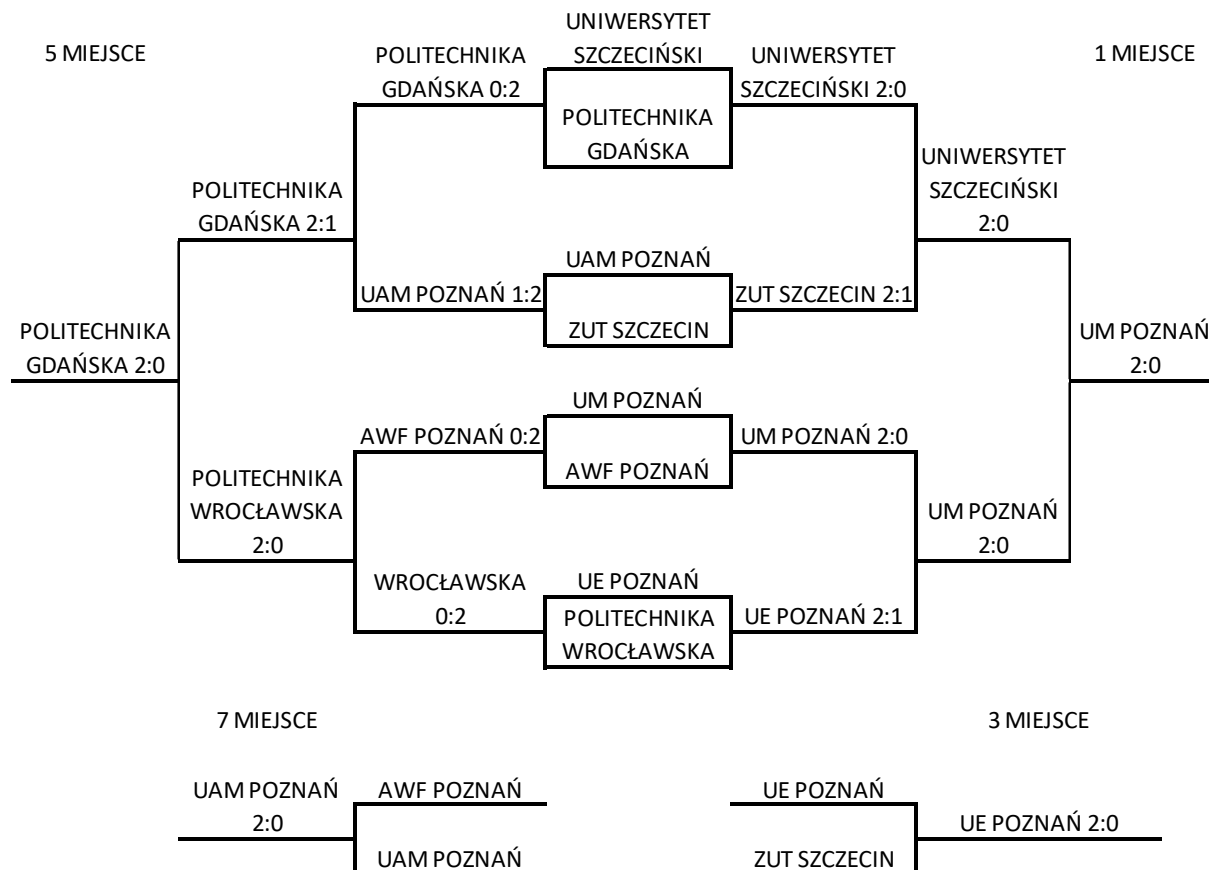 UNIWERSYTET
5 MIEJSCE
POLITECHNIKA
SZCZECIŃSKI
UNIWERSYTET
1 MIEJSCE
GDAŃSKA 0:2
SZCZECIŃSKI 2:0
POLITECHNIKA
GDAŃSKA
UNIWERSYTET
POLITECHNIKA
SZCZECIŃSKI
GDAŃSKA 2:1
2:0
UAM POZNAŃ
UAM POZNAŃ 1:2
ZUT SZCZECIN 2:1
POLITECHNIKA
ZUT SZCZECIN
UM POZNAŃ
GDAŃSKA 2:0
2:0
UM POZNAŃ
AWF POZNAŃ 0:2
UM POZNAŃ 2:0
AWF POZNAŃ
POLITECHNIKA
WROCŁAWSKA
UM POZNAŃ
2:0
2:0
WROCŁAWSKA
UE POZNAŃ
0:2
POLITECHNIKA
UE POZNAŃ 2:1
WROCŁAWSKA
7 MIEJSCE
3 MIEJSCE
UAM POZNAŃ
AWF POZNAŃ
UE POZNAŃ
2:0
UE POZNAŃ 2:0
UAM POZNAŃ
ZUT SZCZECIN